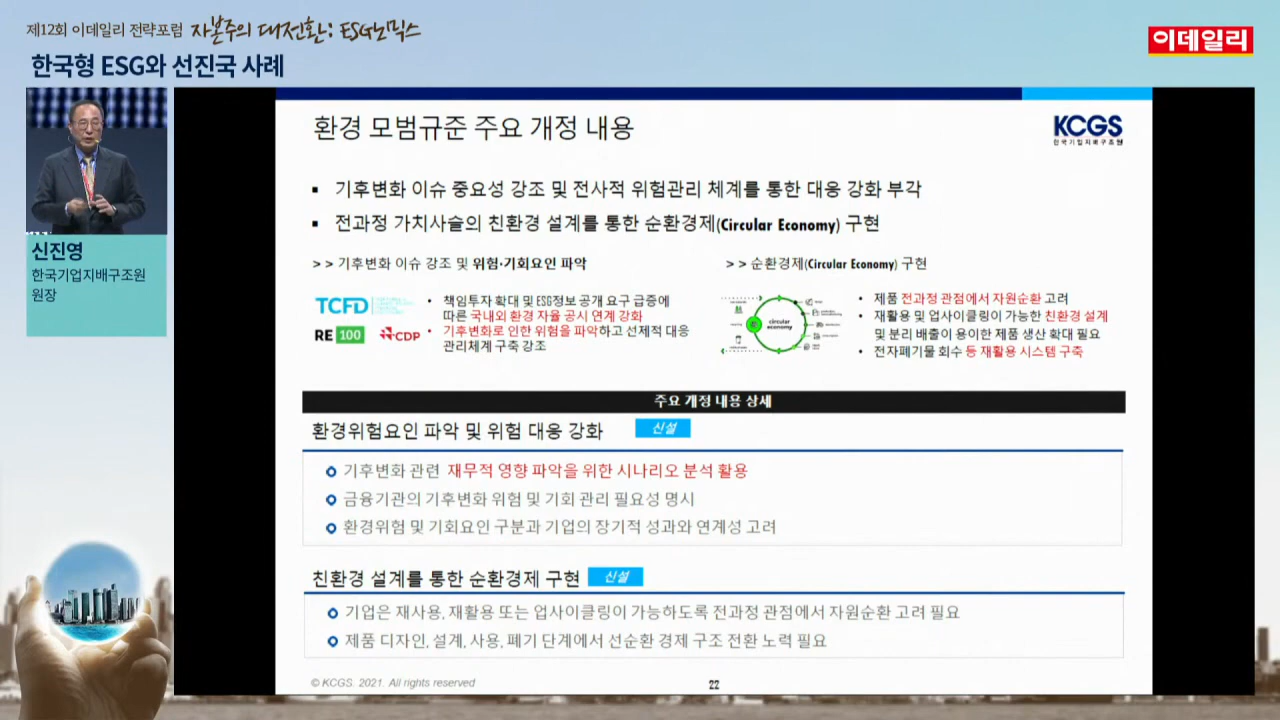 제12회 이데일리 전략포럼 자본주의 대전환: ESG노믹스
이데일리
한국형 ESG와 선진국 사례
신진영
한국기업지배구조원
원장
환경 모범규준 주요 개정 내용
KCGS
한국기업지배구조원
▪ 기후변화 이슈 중요성 강조 및 전사적 위험관리 체계를 통한 대응 강화 부각
▪ 전과정 가치사슬의 친환경 설계를 통한 순환경제(Circular Economy) 구현
>> 기후변화 이슈 강조 및 위험·기회요인 파악
TCFD
RE 100
CDP
• 책임투자 확대 및 ESG정보 공개 요구 급증에
따른 국내외 환경 자율 공시 연계 강화
• 기후변화로 인한 위험을 파악하고 선제적 대응
관리체계 구축 강조
>> 순환경제(Circular Economy) 구현
circular
economy
• 제품 전과정 관점에서 자원순환 고려
• 재활용 및 업사이클링이 가능한 친환경 설계
및 분리 배출이 용이한 제품 생산 확대 필요
• 전자폐기물 회수 등 재활용 시스템 구축
주요 개정 내용 상세
환경위험요인 파악 및 위험 대응 강화 신설
기후변화 관련 재무적 영향 파악을 위한 시나리오 분석 활용
금융기관의 기후변화 위험 및 기회 관리 필요성 명시
환경위험 및 기회요인 구분과 기업의 장기적 성과와 연계성 고려
친환경 설계를 통한 순환경제 구현 신설
기업은 재사용, 재활용 또는 업사이클링이 가능하도록 전과정 관점에서 자원순환 고려 필요
제품 디자인, 설계, 사용, 폐기 단계에서 선순환 경제 구조 전환 노력 필요
© KCGS. 2021. All rights reserved
22